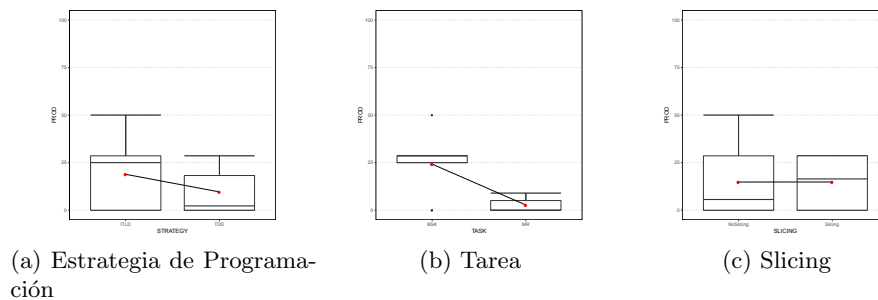 100
75
50
25
0
PROD
ITLD
TDD
STRATEGY
100
75
50
25
0
PROD
BSK
MR
TASK
100
75
50
25
0
PROD
NoSlicing
Slicing
SLICING
(a) Estrategia de Programa-
ción
(b) Tarea
(c) Slicing